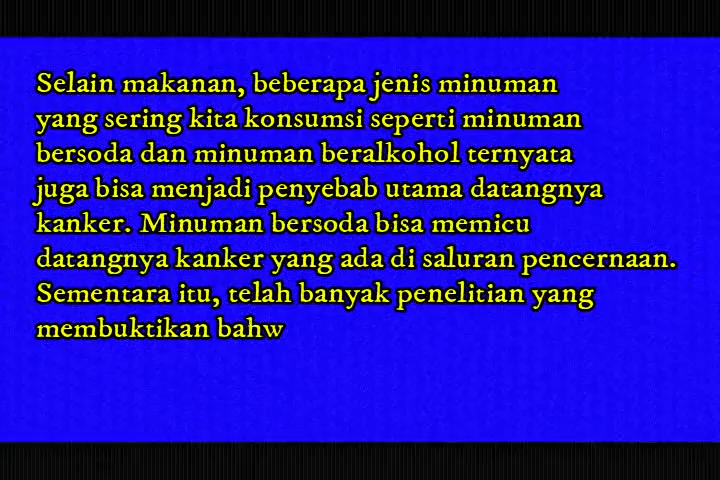 Selain makanan, beberapa jenis minuman
yang sering kita konsumsi seperti minuman
bersoda dan minuman beralkohol ternyata
juga bisa menjadi penyebab utama datangnya
kanker. Minuman bersoda bisa memicu
datangnya kanker yang ada di saluran pencernaan.
Sementara itu, telah banyak penelitian yang
membuktikan bahw